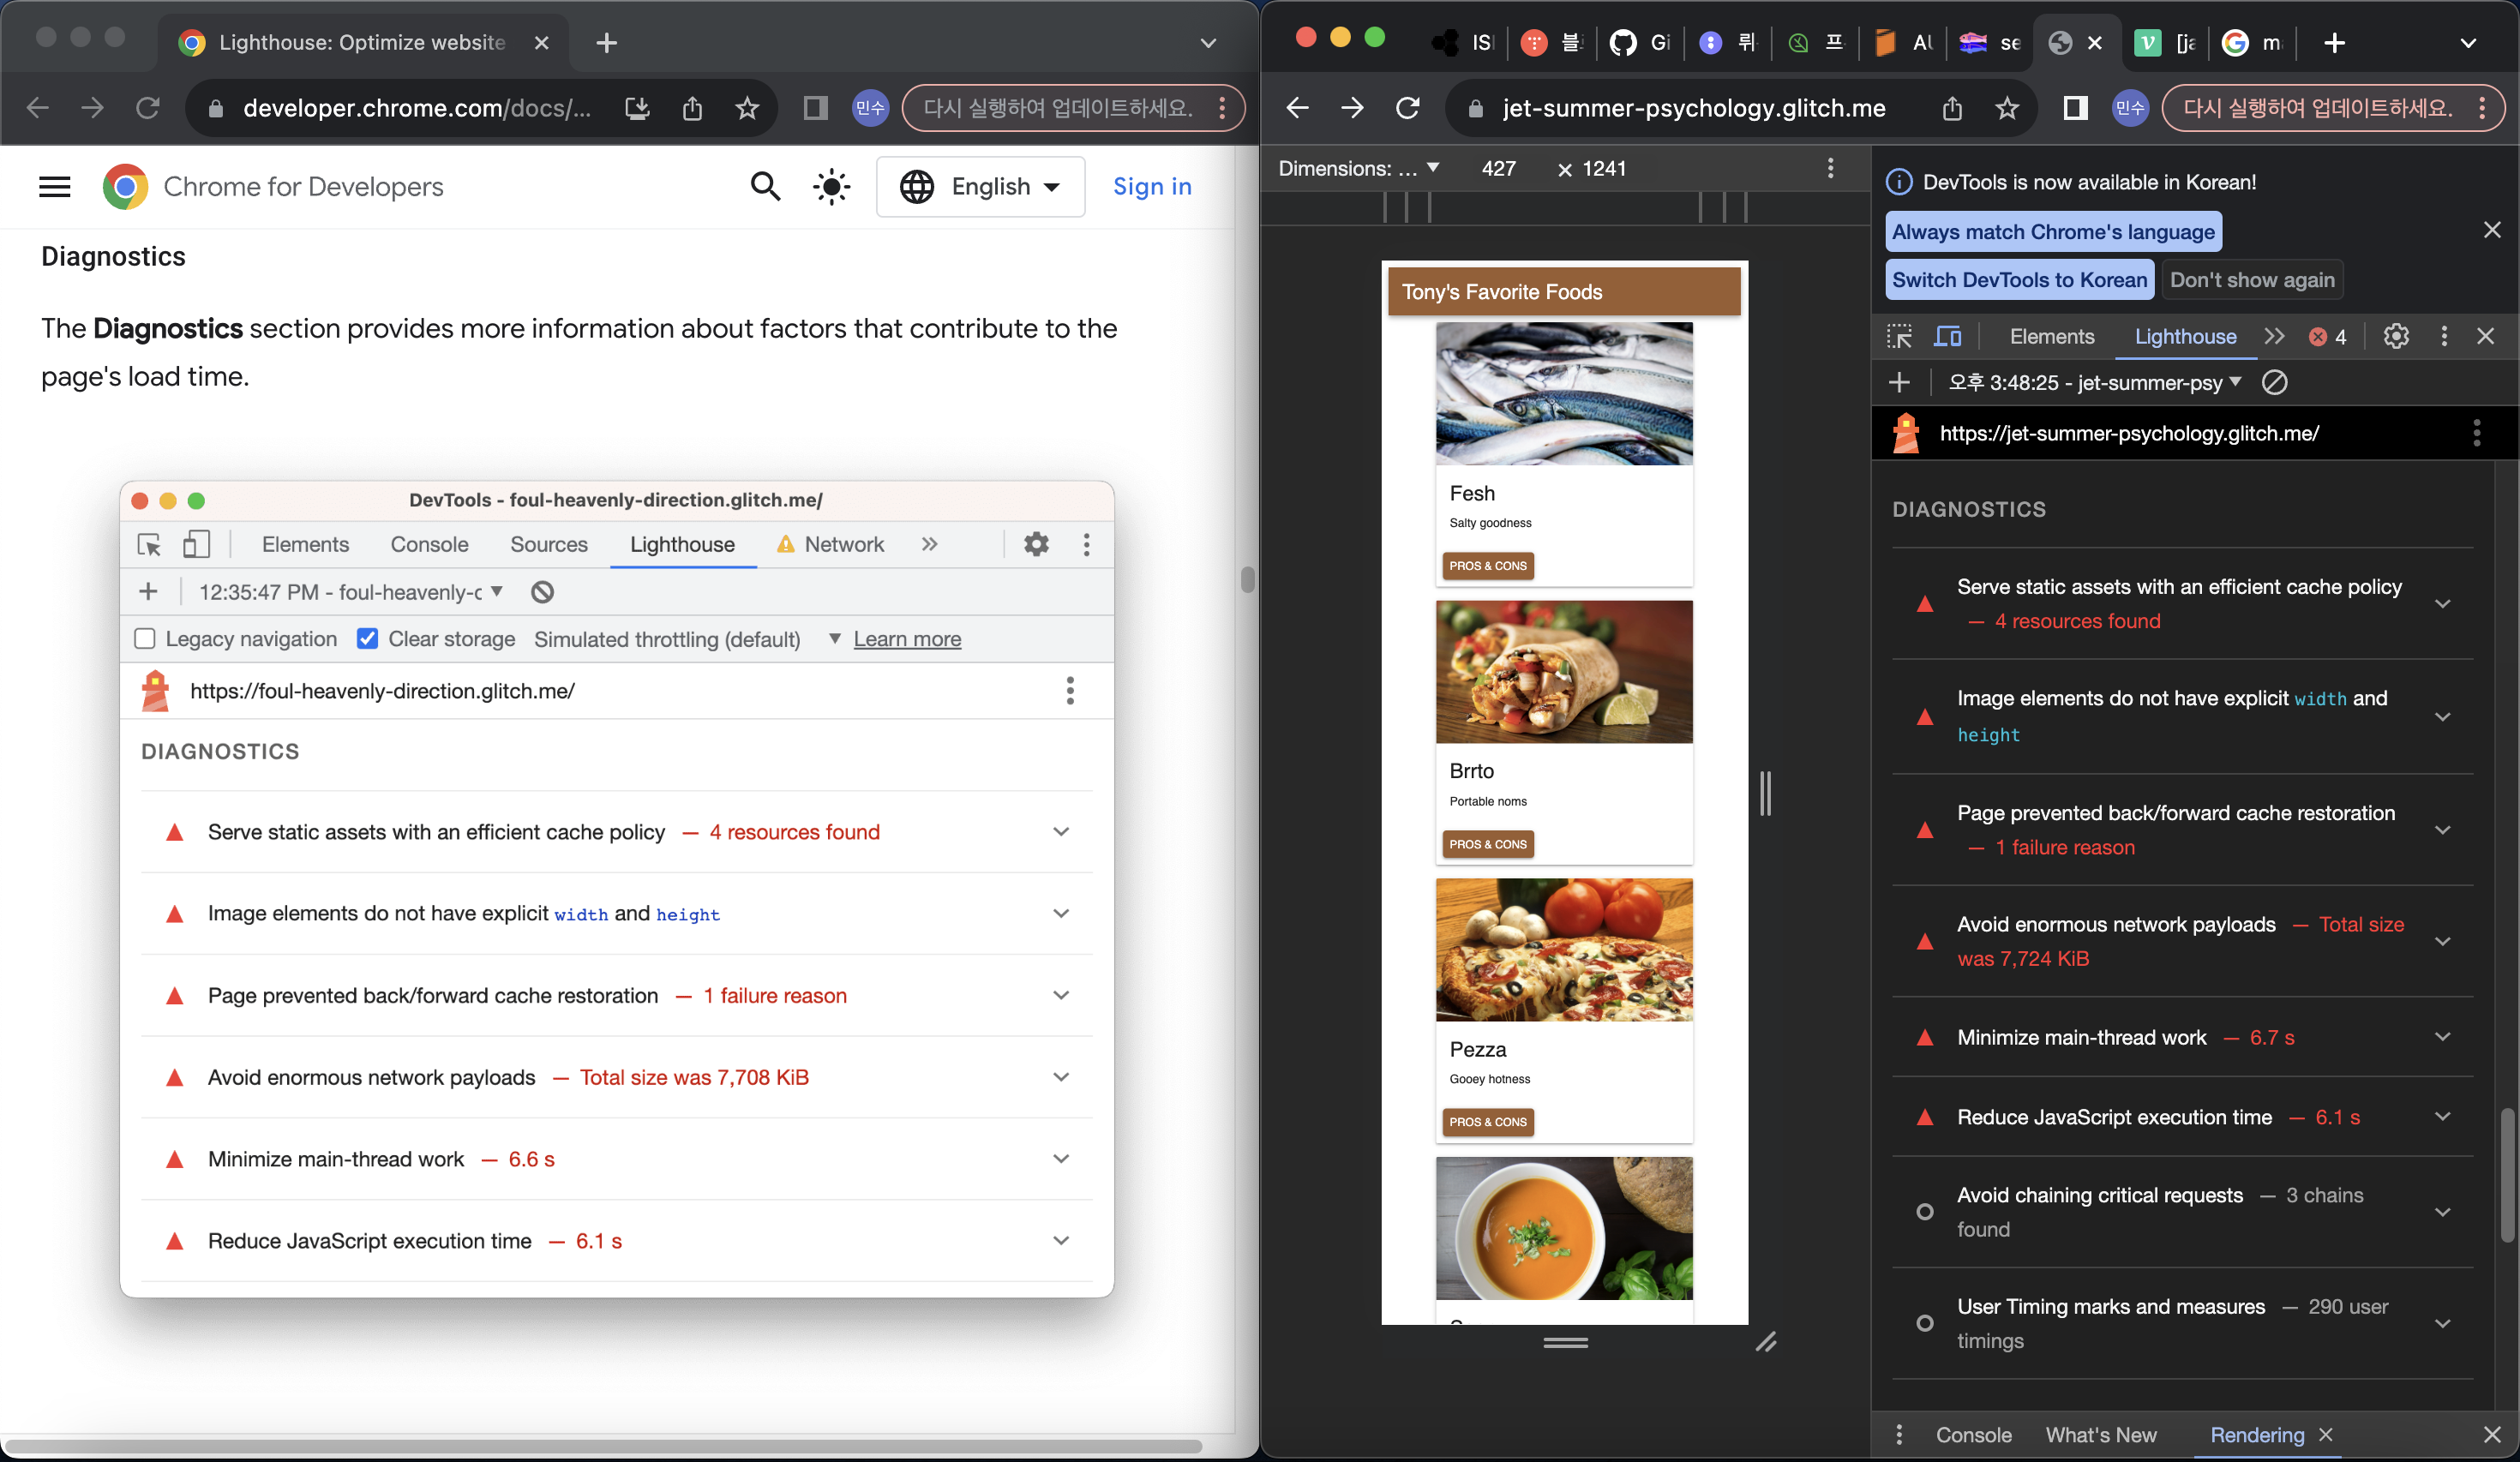 Lighthouse: Optimize website
developer.chrome.com/docs/...
민수
다시 실행하여 업데이트하세요.
Chrome for Developers
English
Sign in
Diagnostics
The Diagnostics section provides more information about factors that contribute to the
page's load time.
DevTools - foul-heavenly-direction.glitch.me/
Elements
Console
Sources
Lighthouse
Network
12:35:47 PM - foul-heavenly-c
Legacy navigation
Clear storage
Simulated throttling (default)
Learn more
https://foul-heavenly-direction.glitch.me/
DIAGNOSTICS
Serve static assets with an efficient cache policy — 4 resources found
Image elements do not have explicit width and height
Page prevented back/forward cache restoration — 1 failure reason
Avoid enormous network payloads — Total size was 7,708 KiB
Minimize main-thread work — 6.6 s
Reduce JavaScript execution time — 6.1 s
IS
Gi
프
se
v
m
jet-summer-psychology.glitch.me
민수
다시 실행하여 업데이트하세요.
Dimensions: ...
427 × 1241
Tony's Favorite Foods
Fesh
Salty goodness
PROS & CONS
Brrto
Portable noms
PROS & CONS
Pezza
Gooey hotness
PROS & CONS
DevTools is now available in Korean!
Always match Chrome's language
Switch DevTools to Korean
Don't show again
Elements
Lighthouse
4
오후 3:48:25 - jet-summer-psy
https://jet-summer-psychology.glitch.me/
DIAGNOSTICS
Serve static assets with an efficient cache policy
— 4 resources found
Image elements do not have explicit width and
height
Page prevented back/forward cache restoration
— 1 failure reason
Avoid enormous network payloads — Total size
was 7,724 KiB
Minimize main-thread work — 6.7 s
Reduce JavaScript execution time — 6.1 s
Avoid chaining critical requests — 3 chains
found
User Timing marks and measures — 290 user
timings
Console
What's New
Rendering